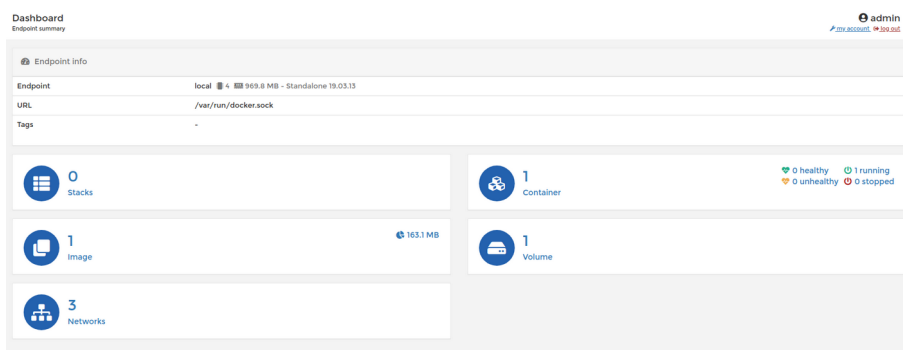 Dashboard
Endpoint summary
admin
my account log out
Endpoint info
Endpoint local 4 969.8 MB - Standalone 19.03.13
URL /var/run/docker.sock
Tags -
0
Stacks
1
Container
0 healthy 1 running
0 unhealthy 0 stopped
1
Image
163.1 MB
1
Volume
3
Networks